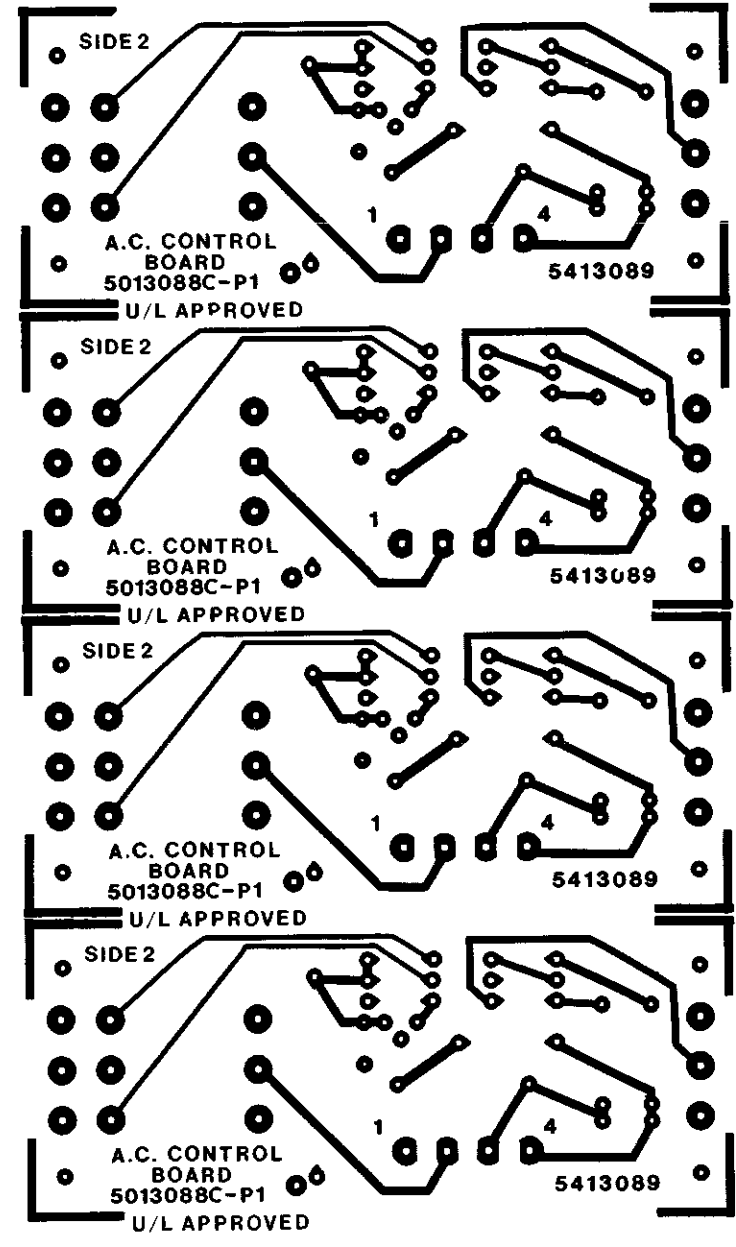 SIDE 2
1
4
A.C. CONTROL
BOARD
5013088C-P1
5413089
U/L APPROVED
SIDE 2
1
4
A.C. CONTROL
BOARD
5013088C-P1
5413089
U/L APPROVED
SIDE 2
1
4
A.C. CONTROL
BOARD
5013088C-P1
5413089
U/L APPROVED
SIDE 2
1
4
A.C. CONTROL
BOARD
5013088C-P1
5413089
U/L APPROVED